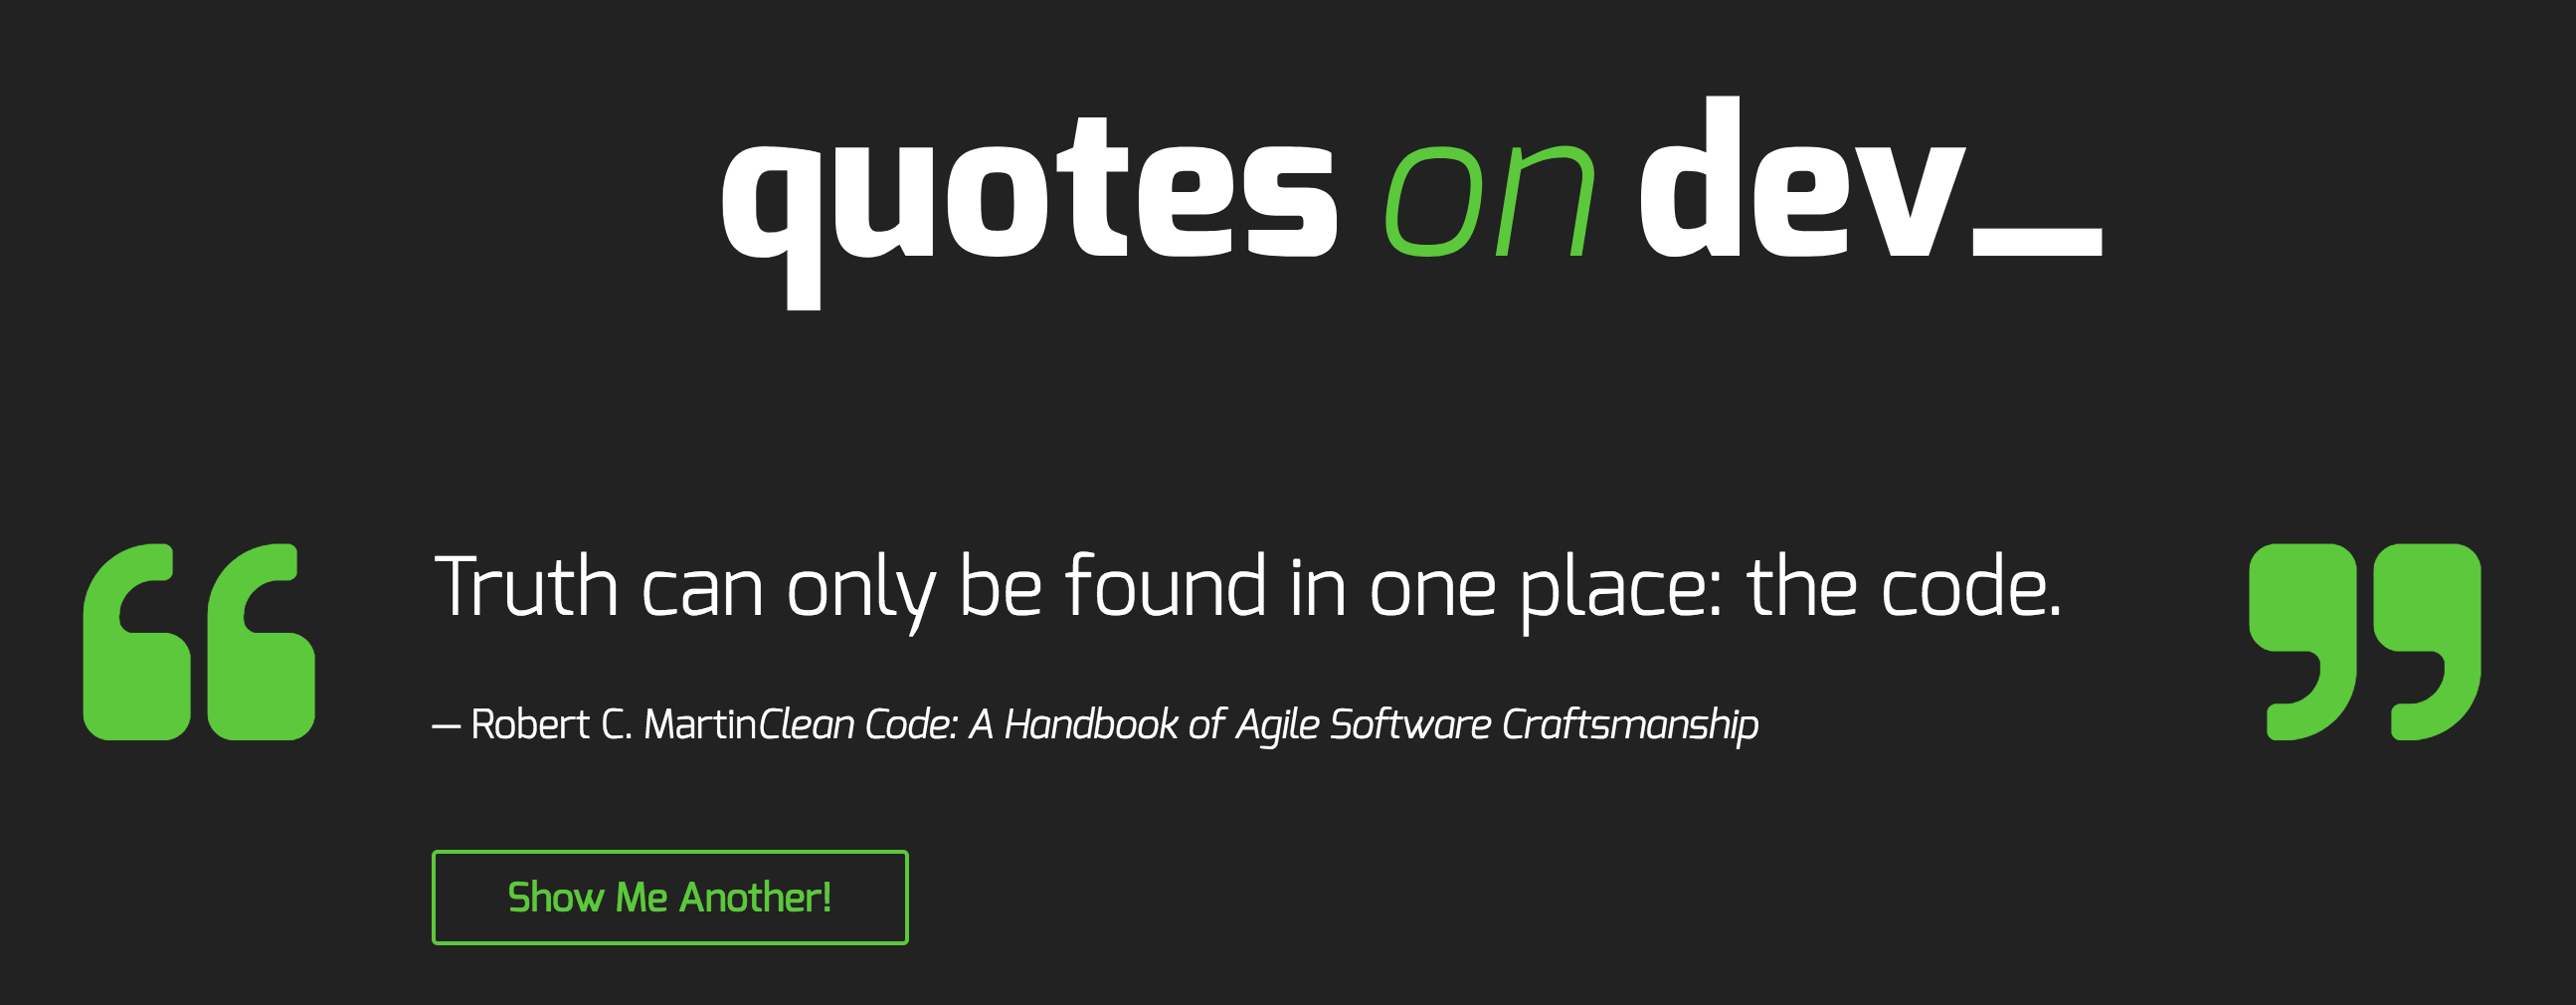 quotes on dev_
Truth can only be found in one place: the code.
— Robert C. MartinClean Code: A Handbook of Agile Software Craftsmanship
Show Me Another!